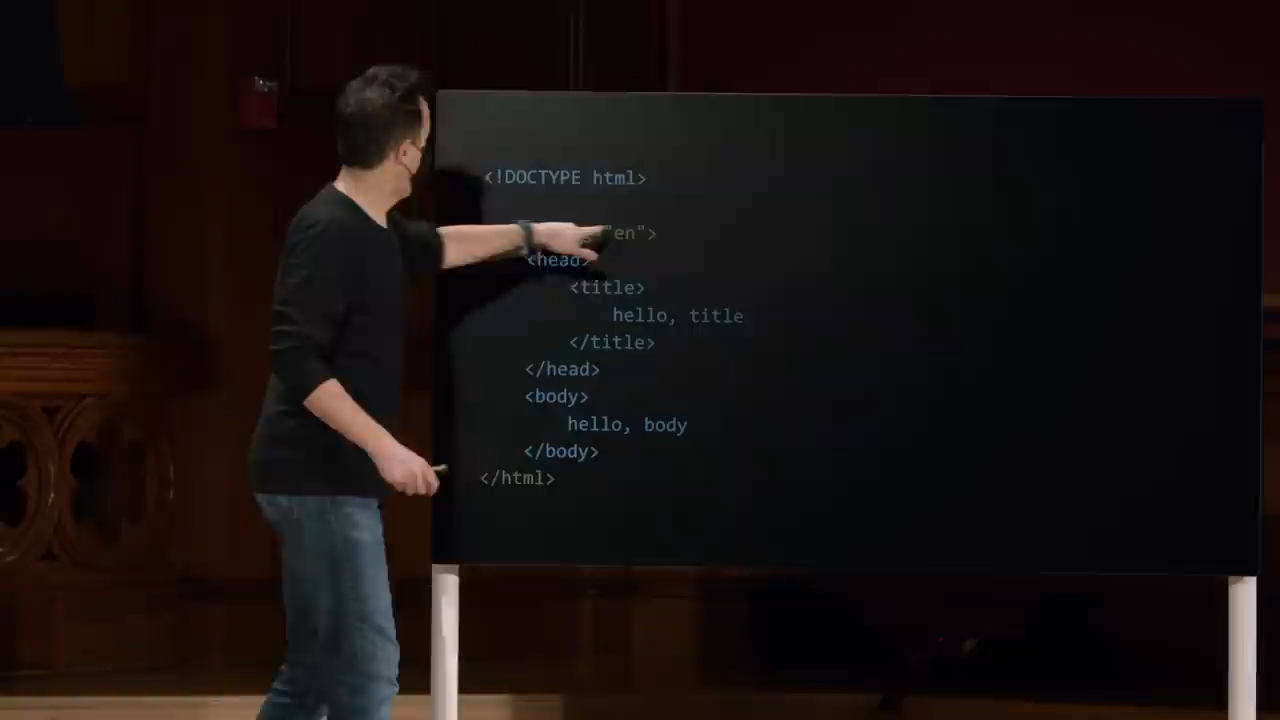 <!DOCTYPE html>
"en">
<head>
<title>
hello, title
</title>
</head>
<body>
hello, body
</body>
</html>